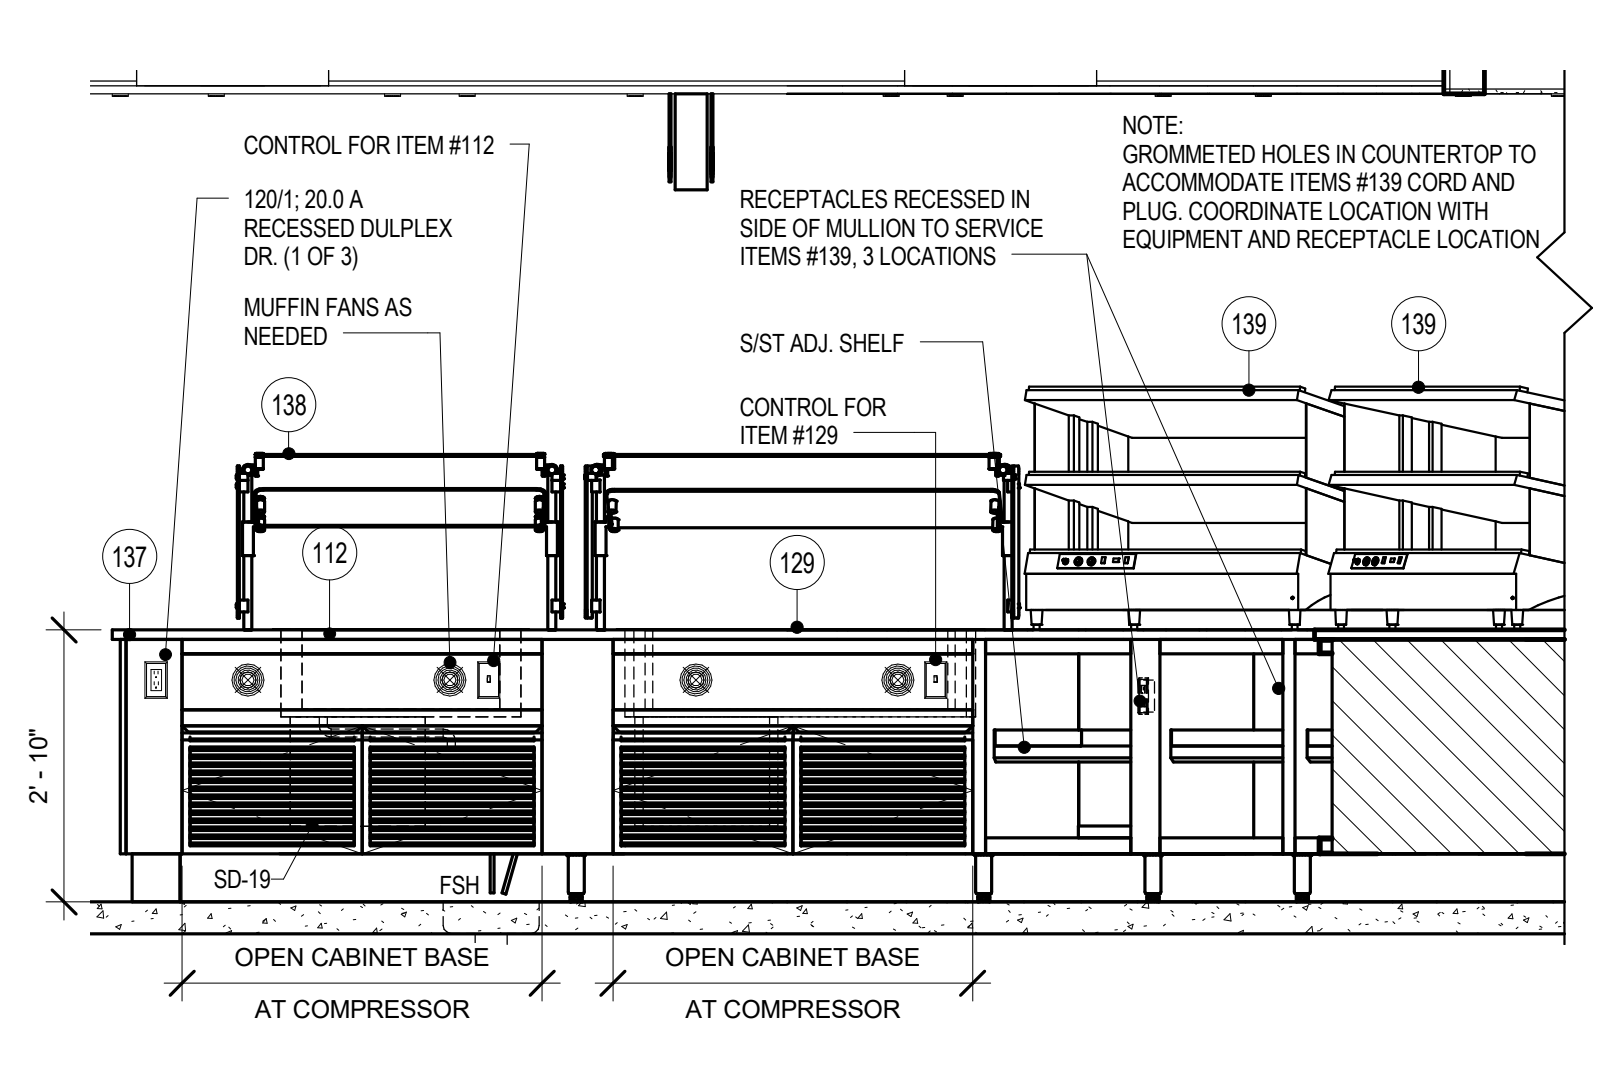 CONTROL FOR ITEM #112
120/1; 20.0 A
RECESSED DULPLEX
DR. (1 OF 3)
MUFFIN FANS AS
NEEDED
RECEPTACLES RECESSED IN
SIDE OF MULLION TO SERVICE
ITEMS #139, 3 LOCATIONS
NOTE:
GROMMETED HOLES IN COUNTERTOP TO
ACCOMMODATE ITEMS #139 CORD AND
PLUG. COORDINATE LOCATION WITH
EQUIPMENT AND RECEPTACLE LOCATION
S/ST ADJ. SHELF
CONTROL FOR
ITEM #129
139
139
138
137
112
129
2' - 10"
SD-19
FSH
OPEN CABINET BASE
AT COMPRESSOR
OPEN CABINET BASE
AT COMPRESSOR